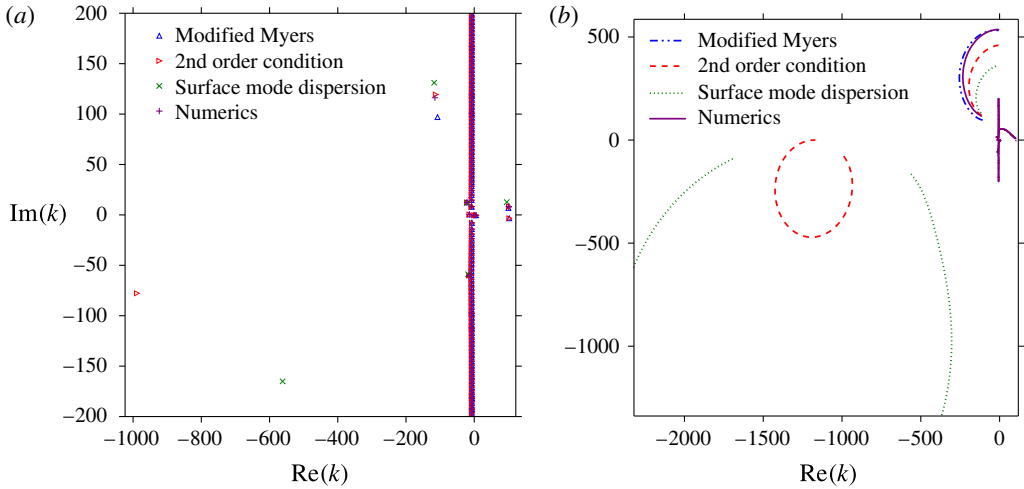 (a)
200
150
100
50
0
−50
−100
−150
−200
Im(k)
Modified Myers
2nd order condition
Surface mode dispersion
Numerics
−1000 −800 −600 −400 −200 0
Re(k)
(b)
500
0
−500
−1000
Modified Myers
2nd order condition
Surface mode dispersion
Numerics
−2000 −1500 −1000 −500 0
Re(k)